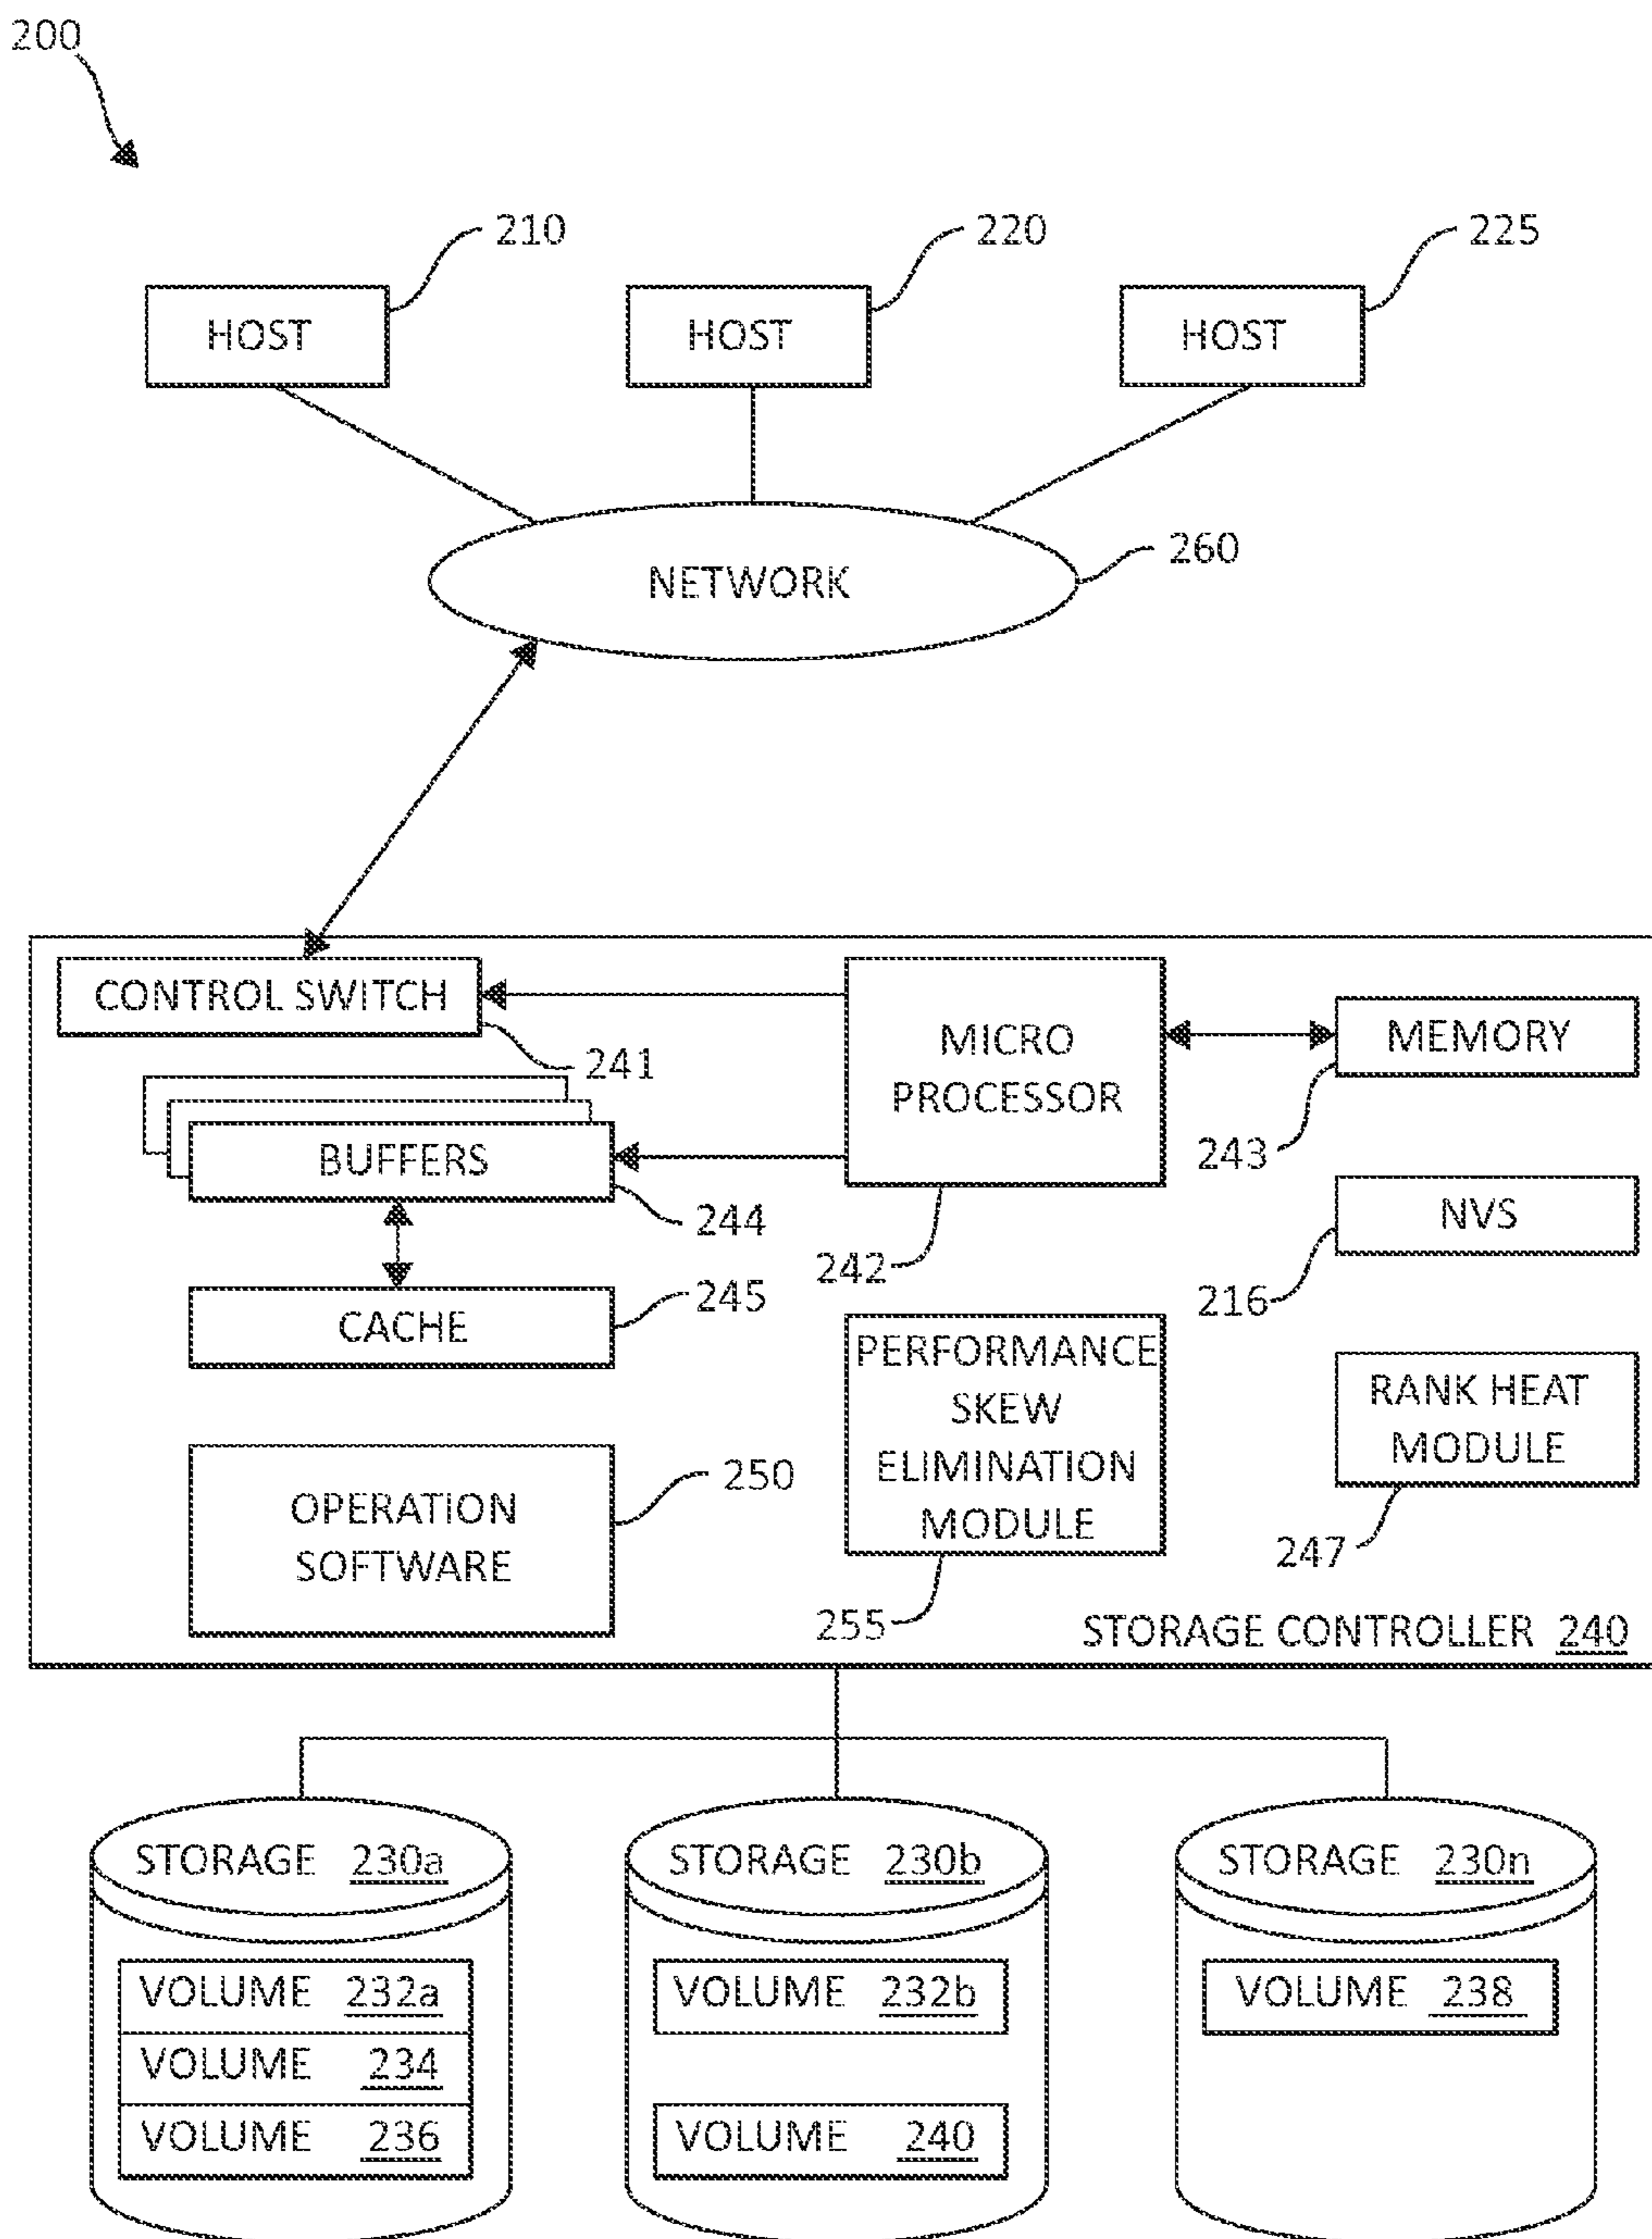 200
210
220
225
HOST
HOST
HOST
260
NETWORK
CONTROL SWITCH
241
MICRO
PROCESSOR
242
MEMORY
243
BUFFERS
244
NVS
216
CACHE
245
PERFORMANCE
SKEW
ELIMINATION
MODULE
255
RANK HEAT
MODULE
247
OPERATION
SOFTWARE
250
STORAGE CONTROLLER 240
STORAGE 230a
VOLUME 232a
VOLUME 234
VOLUME 236
STORAGE 230b
VOLUME 232b
VOLUME 240
STORAGE 230n
VOLUME 238